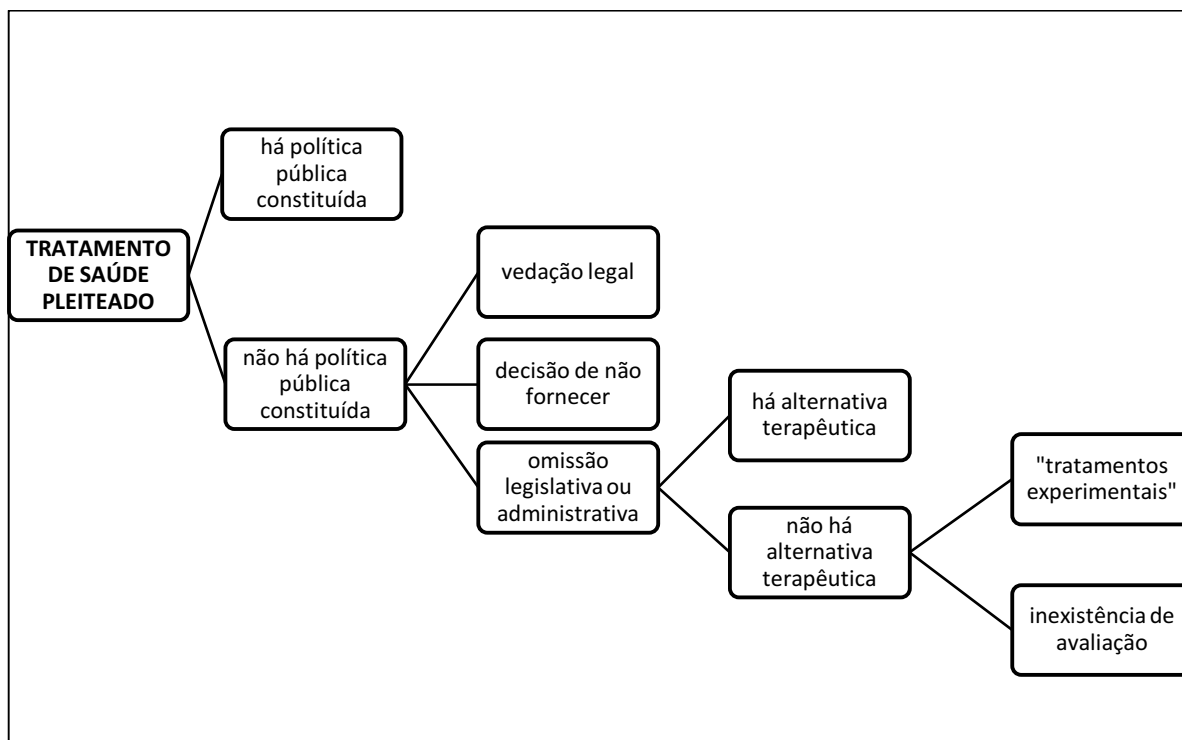 há política
pública
constituída
TRATAMENTO
DE SAÚDE
PLEITEADO
não há política
pública
constituída
vedação legal
decisão de não
fornecer
omissão
legislativa ou
administrativa
há alternativa
terapêutica
não há
alternativa
terapêutica
"tratamentos
experimentais"
inexistência de
avaliação